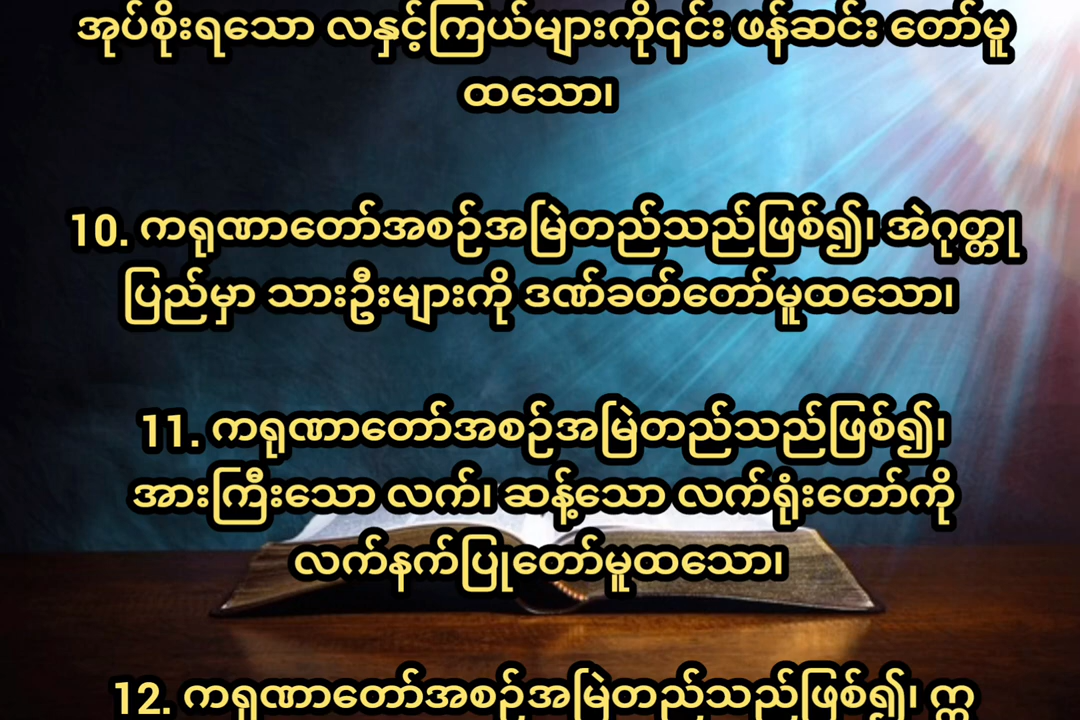 အုပ်စိုးရသော လနှင့်ကြယ်များကို၎င်း ဖန်ဆင်း တော်မူ
ထသော၊
10. ကရုဏာတော်အစဉ်အမြဲတည်သည်ဖြစ်၍၊ အဲဂုတ္တု
ပြည်မှာ သားဦးများကို ဒဏ်ခတ်တော်မူထသော၊
11. ကရုဏာတော်အစဉ်အမြဲတည်သည်ဖြစ်၍၊
အားကြီးသော လက်၊ ဆန့်သော လက်ရုံးတော်ကို
လက်နက်ပြုတော်မူထသော၊
12. ကရုဏာတော်အစဉ်အမြဲတည်သည်ဖြစ်၍၊ ဣ